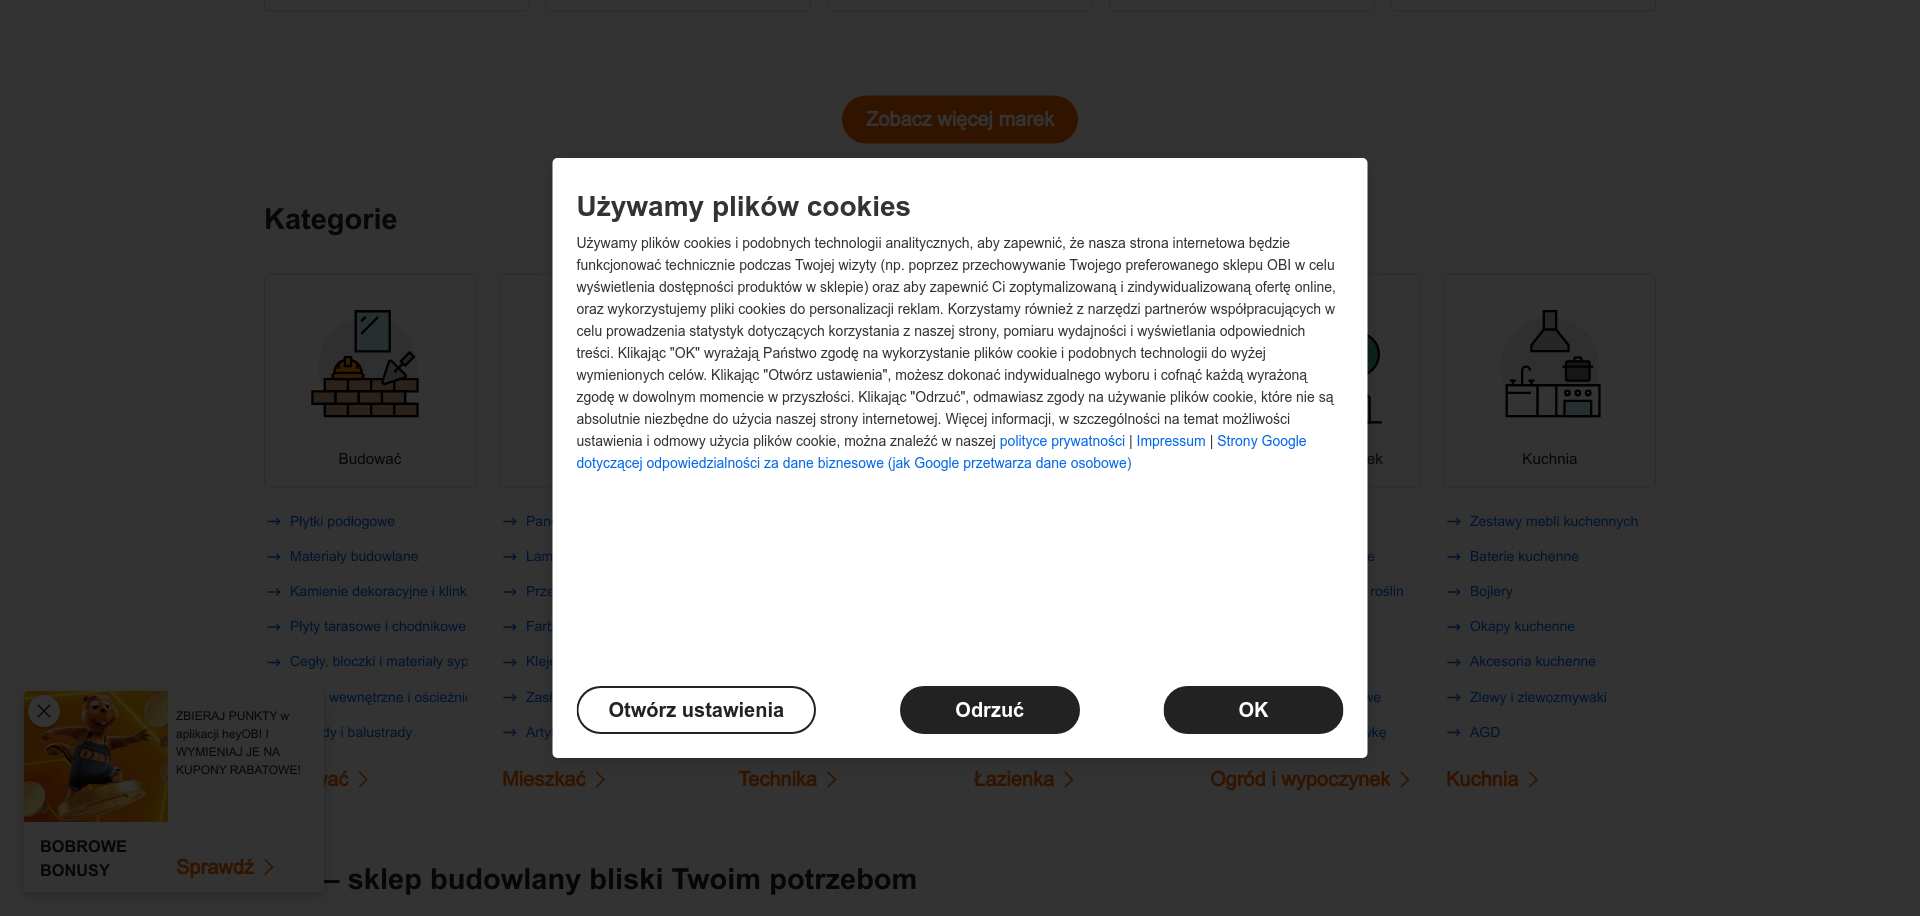 Zobacz więcej marek
Używamy plików cookies
Używamy plików cookies i podobnych technologii analitycznych, aby zapewnić, że nasza strona internetowa będzie
funkcjonować technicznie podczas Twojej wizyty (np. poprzez przechowywanie Twojego preferowanego sklepu OBI w celu
wyświetlenia dostępności produktów w sklepie) oraz aby zapewnić Ci zoptymalizowaną i zindywidualizowaną ofertę online,
oraz wykorzystujemy pliki cookies do personalizacji reklam. Korzystamy również z narzędzi partnerów współpracujących w
celu prowadzenia statystyk dotyczących korzystania z naszej strony, pomiaru wydajności i wyświetlania odpowiednich
treści. Klikając "OK" wyrażają Państwo zgodę na wykorzystanie plików cookie i podobnych technologii do wyżej
wymienionych celów. Klikając "Otwórz ustawienia", możesz dokonać indywidualnego wyboru i cofnąć każdą wyrażoną
zgodę w dowolnym momencie w przyszłości. Klikając "Odrzuć", odmawiasz zgody na używanie plików cookie, które nie są
absolutnie niezbędne do użycia naszej strony internetowej. Więcej informacji, w szczególności na temat możliwości
ustawienia i odmowy użycia plików cookie, można znaleźć w naszej polityce prywatności | Impressum | Strony Google
dotyczącej odpowiedzialności za dane biznesowe (jak Google przetwarza dane osobowe)
Otwórz ustawienia
Odrzuć
OK
Kategorie
Budować
Płytki podłogowe
Materiały budowlane
Kamienie dekoracyjne i klink
Płyty tarasowe i chodnikowe
Cegły, bloczki i materiały syp
wewnętrzne i ościeżni
dy i balustrady
wać
Pan
Lam
Prze
Farb
Kleje
Zasł
Arty
Mieszkać
Technika
Łazienka
ek
e
roślin
we
wkę
Ogród i wypoczynek
Kuchnia
Zestawy mebli kuchennych
Baterie kuchenne
Bojlery
Okapy kuchenne
Akcesoria kuchenne
Zlewy i zlewozmywaki
AGD
Kuchnia
ZBIERAJ PUNKTY w
aplikacji heyOBI I
WYMIENIAJ JE NA
KUPONY RABATOWE!
BOBROWE
BONUSY
Sprawdź
– sklep budowlany bliski Twoim potrzebom